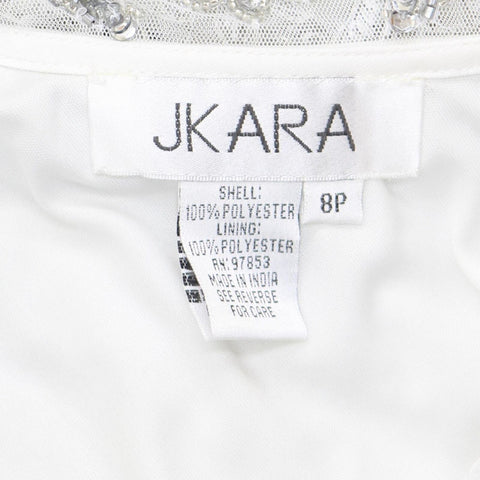 JKARA
8P
SHELL:
100% POLYESTER
LINING:
100% POLYESTER
RN: 97853
MADE IN INDIA
SEE REVERSE
FOR CARE